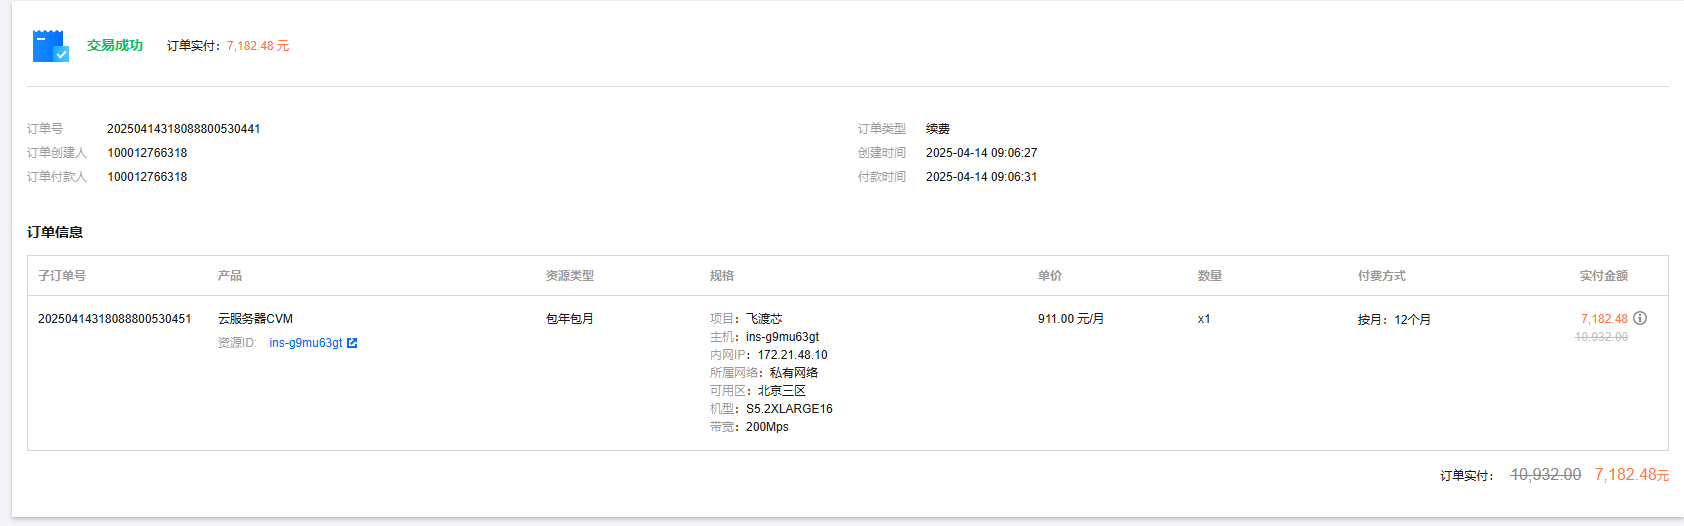 交易成功 订单实付：7,182.48 元
订单号 20250414318088800530441 订单类型 续费
订单创建人 100012766318 创建时间 2025-04-14 09:06:27
订单付款人 100012766318 付款时间 2025-04-14 09:06:31
订单信息
子订单号 产品 资源类型 规格 单价 数量 付费方式 实付金额
20250414318088800530451 云服务器CVM 包年包月 项目：飞渡芯 911.00 元/月 x1 按月：12个月 7,182.48
主机：ins-g9mu63gt 10,932.00
资源ID: ins-g9mu63gt
内网IP：172.21.48.10
所属网络：私有网络
可用区：北京三区
机型：S5.2XLARGE16
带宽：200Mps
订单实付： 10,932.00 7,182.48元